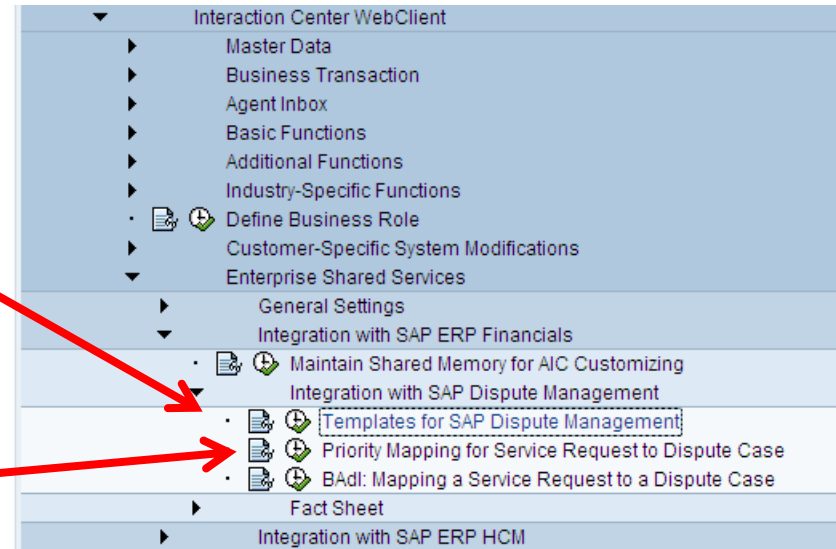 Interaction Center WebClient
Master Data
Business Transaction
Agent Inbox
Basic Functions
Additional Functions
Industry-Specific Functions
Define Business Role
Customer-Specific System Modifications
Enterprise Shared Services
General Settings
Integration with SAP ERP Financials
Maintain Shared Memory for AIC Customizing
Integration with SAP Dispute Management
Templates for SAP Dispute Management
Priority Mapping for Service Request to Dispute Case
BAdI: Mapping a Service Request to a Dispute Case
Fact Sheet
Integration with SAP ERP HCM